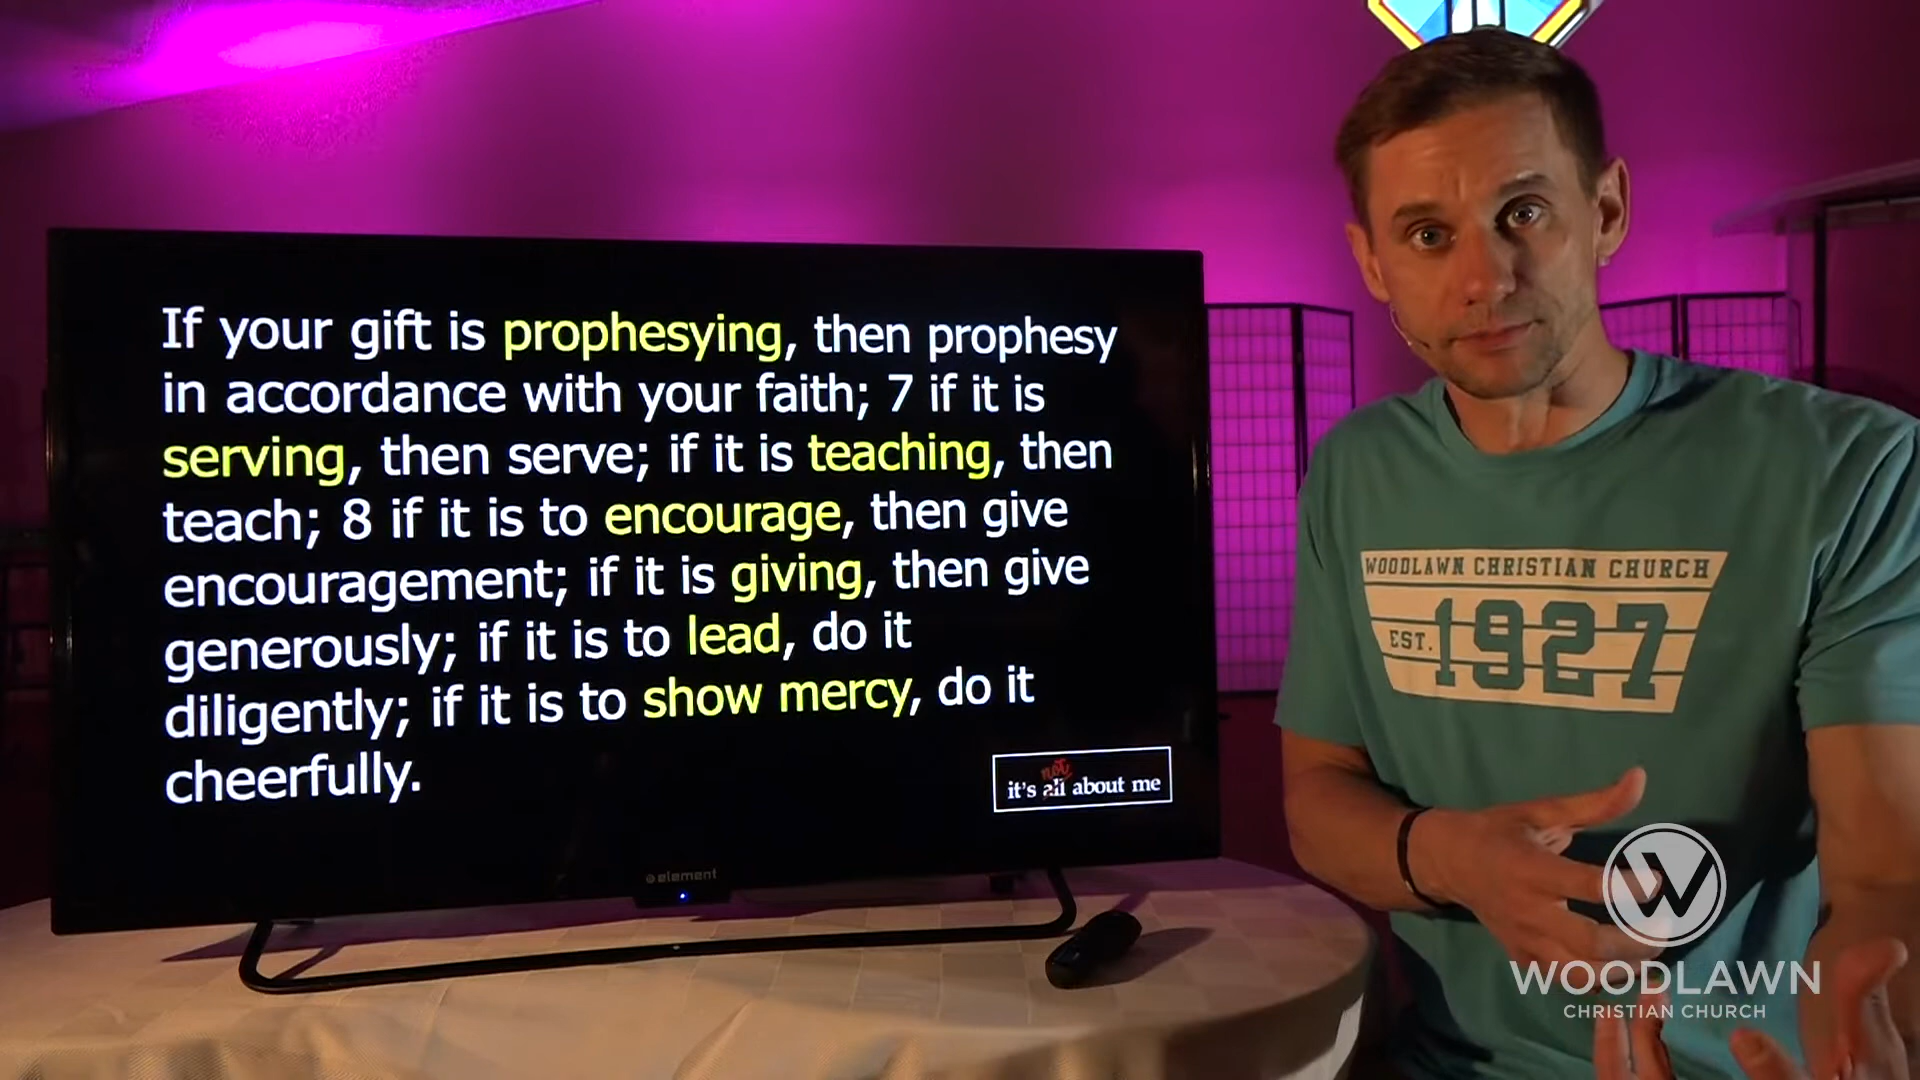 If your gift is prophesying, then prophesy
in accordance with your faith; 7 if it is
serving, then serve; if it is teaching, then
teach; 8 if it is to encourage, then give
encouragement; if it is giving, then give
generously; if it is to lead, do it
diligently; if it is to show mercy, do it
cheerfully.
not
it's all about me
element
WOODLAWN CHRISTIAN CHURCH
EST. 1927
W
WOODLAWN
CHRISTIAN CHURCH